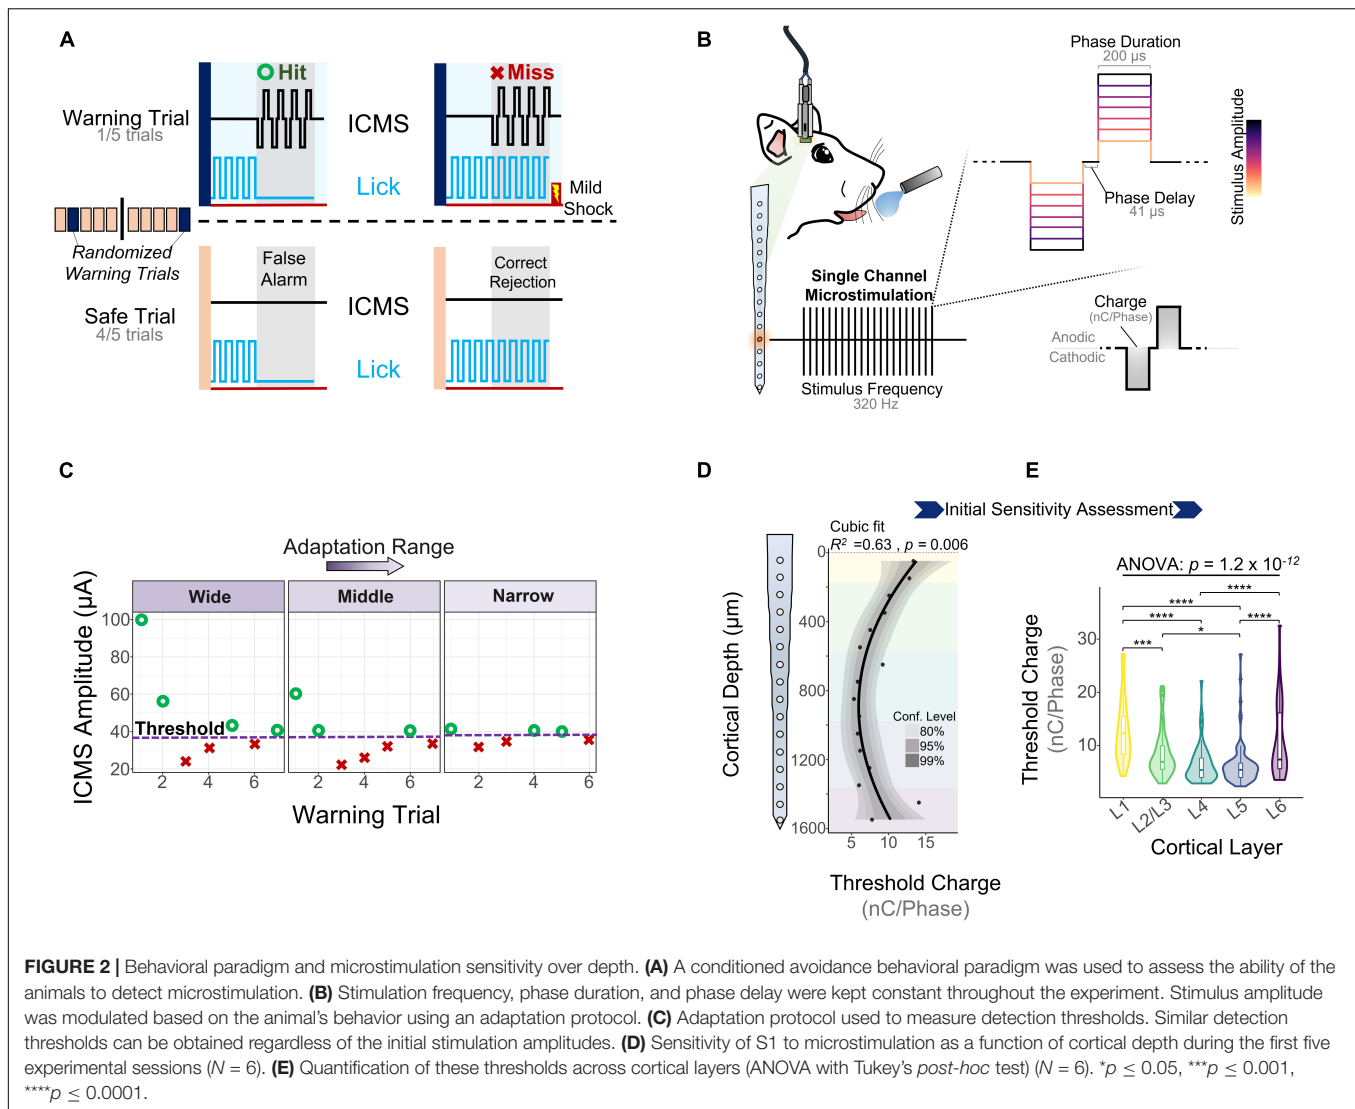 A
Hit
Miss
Warning Trial
1/5 trials
ICMS
Lick
Mild
Shock
Randomized
Warning Trials
False
Alarm
Correct
Rejection
Safe Trial
4/5 trials
ICMS
Lick
B
Phase Duration
200 µs
Stimulus Amplitude
Phase Delay
41 µs
Single Channel
Microstimulation
Stimulus Frequency
320 Hz
Charge
(nC/Phase)
Anodic
Cathodic
C
Adaptation Range
Wide
Middle
Narrow
ICMS Amplitude (µA)
100
80
60
40
20
Threshold
2 4 6
2 4 6
2 4 6
Warning Trial
D
Initial Sensitivity Assessment
Cubic fit
R² =0.63 , p = 0.006
Cortical Depth (µm)
0
400
800
1200
1600
Conf. Level
80%
95%
99%
5 10 15
Threshold Charge
(nC/Phase)
E
ANOVA: p = 1.2 x 10⁻¹²
****
****
****
****
*
***
Threshold Charge
(nC/Phase)
30
20
10
L1 L2/L3 L4 L5 L6
Cortical Layer
FIGURE 2 | Behavioral paradigm and microstimulation sensitivity over depth. (A) A conditioned avoidance behavioral paradigm was used to assess the ability of the
animals to detect microstimulation. (B) Stimulation frequency, phase duration, and phase delay were kept constant throughout the experiment. Stimulus amplitude
was modulated based on the animal's behavior using an adaptation protocol. (C) Adaptation protocol used to measure detection thresholds. Similar detection
thresholds can be obtained regardless of the initial stimulation amplitudes. (D) Sensitivity of S1 to microstimulation as a function of cortical depth during the first five
experimental sessions (N = 6). (E) Quantification of these thresholds across cortical layers (ANOVA with Tukey's post-hoc test) (N = 6). *p ≤ 0.05, ***p ≤ 0.001,
****p ≤ 0.0001.